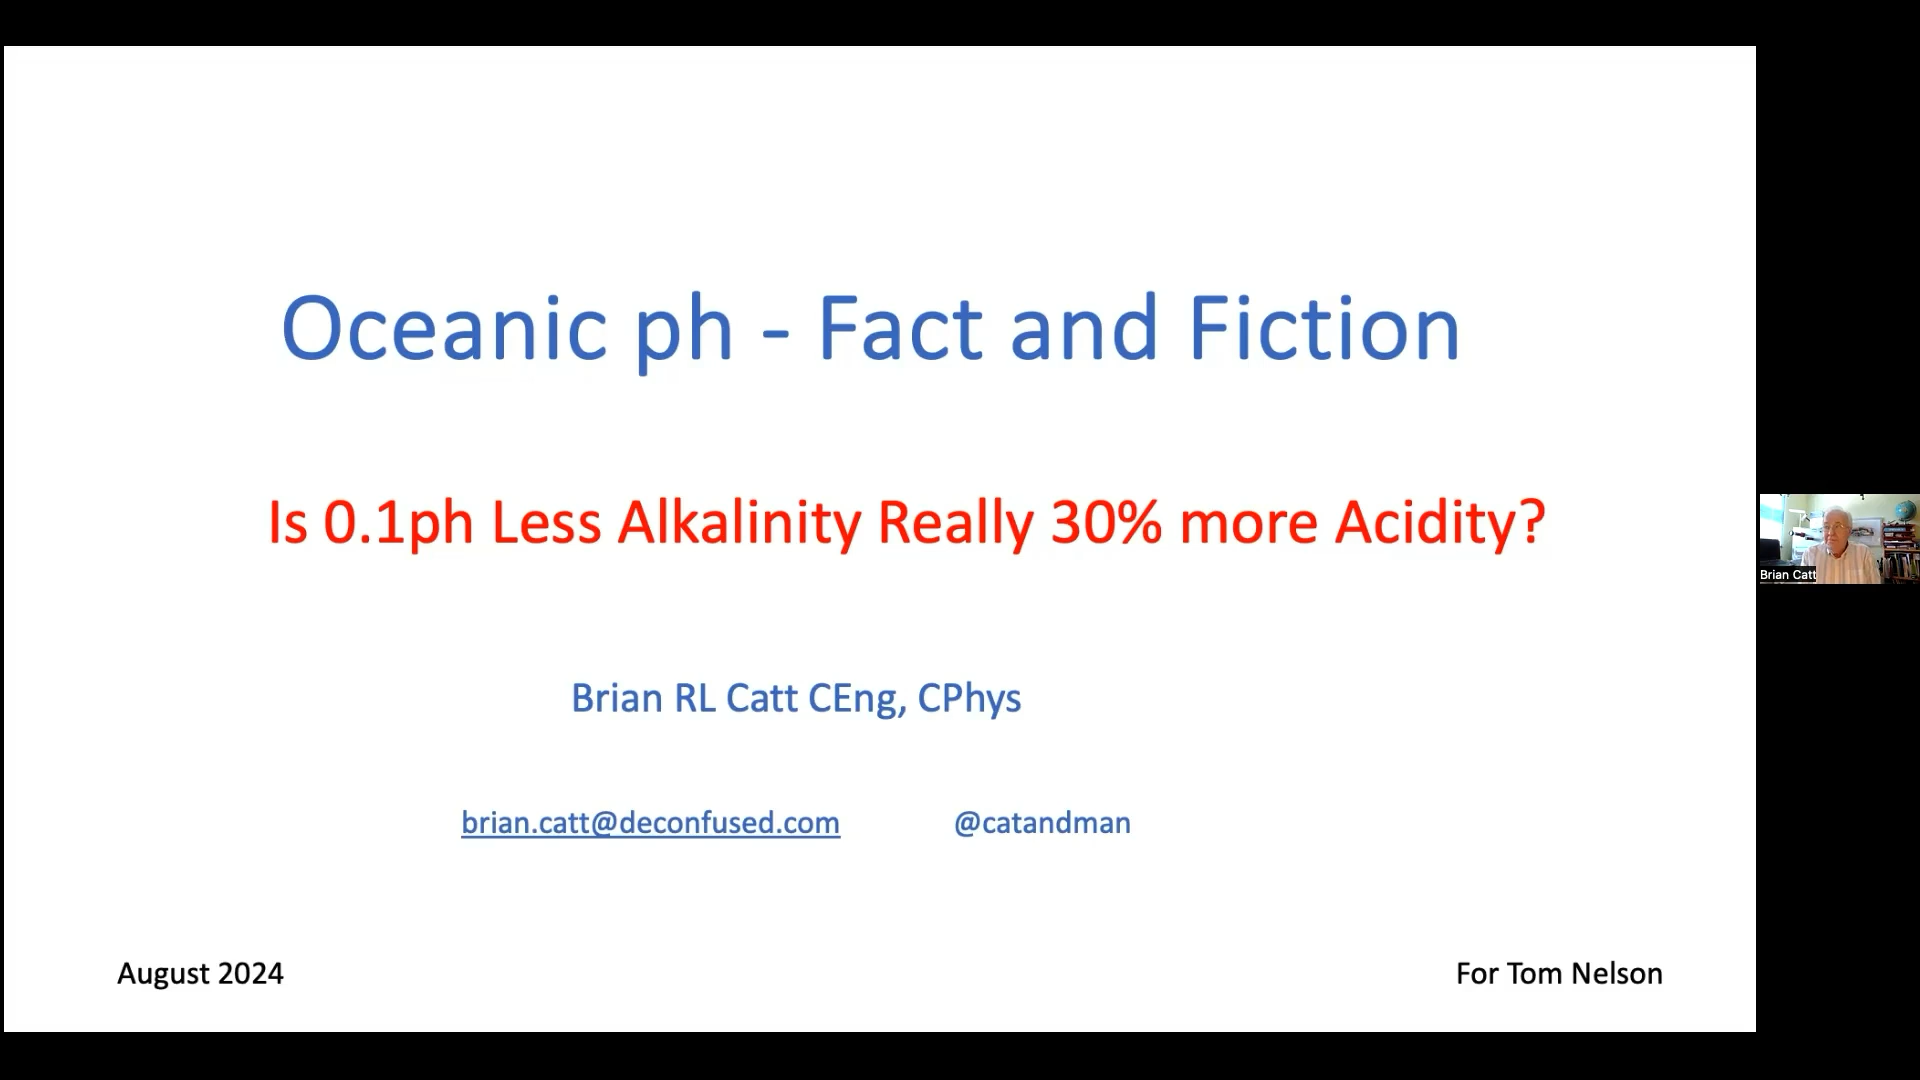 Oceanic ph - Fact and Fiction
Is 0.1ph Less Alkalinity Really 30% more Acidity?
Brian RL Catt CEng, CPhys
brian.catt@deconfused.com @catandman
August 2024 For Tom Nelson
Brian Catt